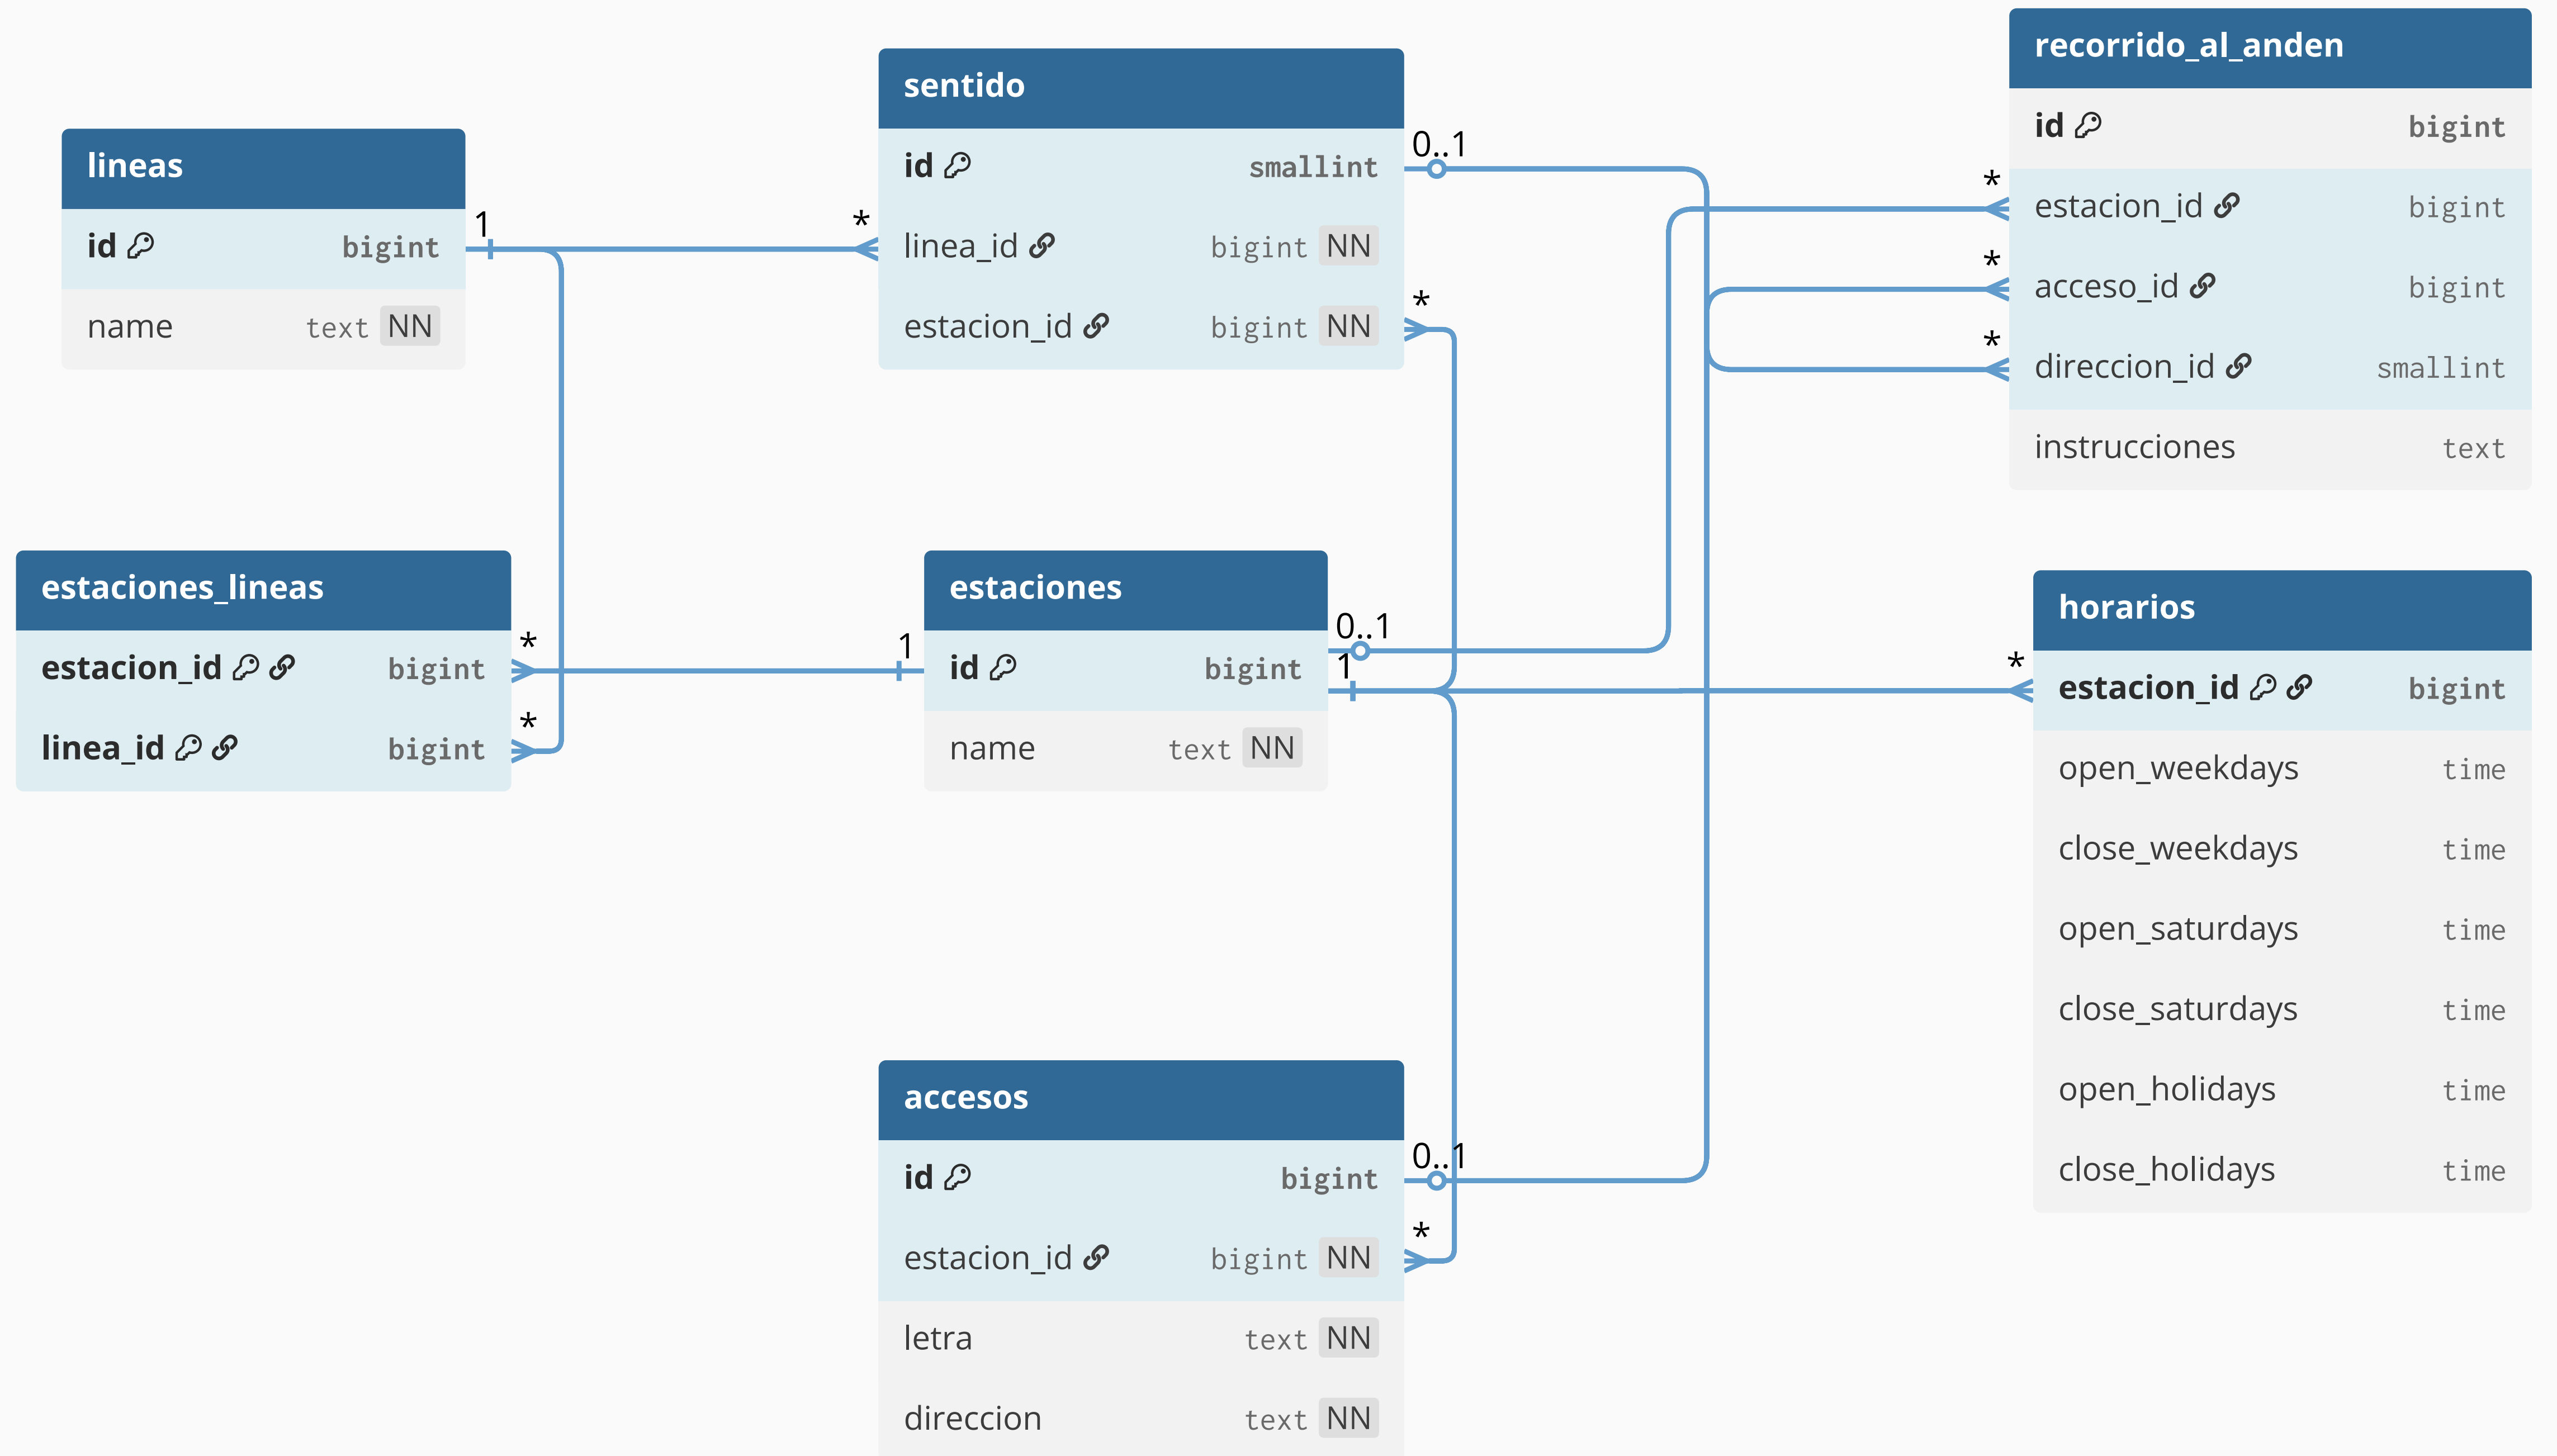 lineas
id bigint
name text NN
estaciones_lineas
estacion_id bigint
linea_id bigint
sentido
id smallint
linea_id bigint NN
estacion_id bigint NN
estaciones
id bigint
name text NN
accesos
id bigint
estacion_id bigint NN
letra text NN
direccion text NN
recorrido_al_anden
id bigint
estacion_id bigint
acceso_id bigint
direccion_id smallint
instrucciones text
horarios
estacion_id bigint
open_weekdays time
close_weekdays time
open_saturdays time
close_saturdays time
open_holidays time
close_holidays time
1
*
*
*
1
0..1
*
0..1
1
0..1
*
*
*
*
*